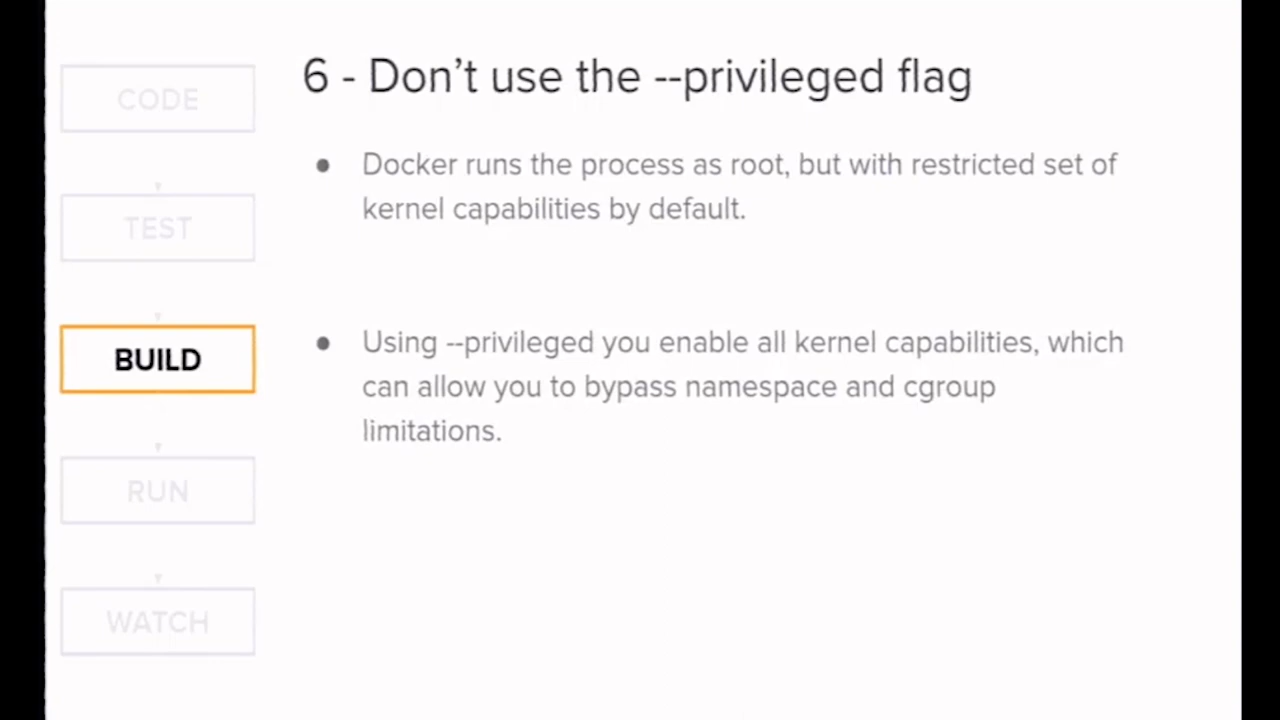 6 - Don’t use the --privileged flag
CODE
TEST
BUILD
RUN
WATCH
● Docker runs the process as root, but with restricted set of
kernel capabilities by default.
● Using --privileged you enable all kernel capabilities, which
can allow you to bypass namespace and cgroup
limitations.